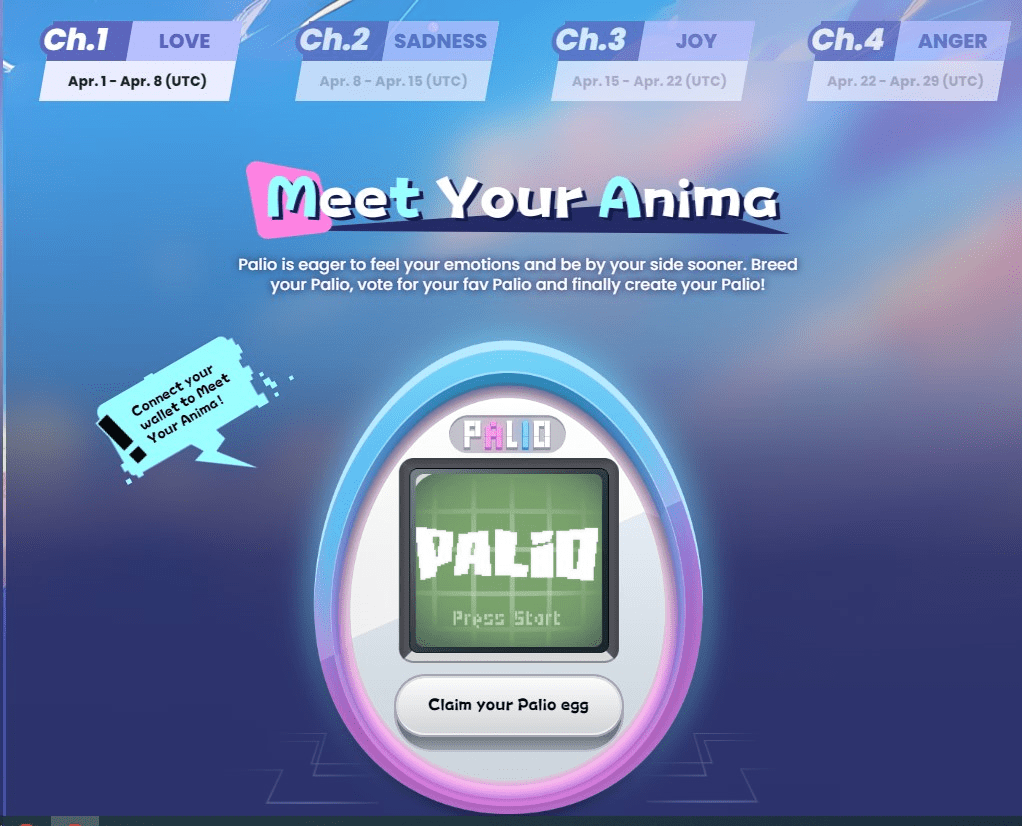 Ch.1 LOVE
Apr. 1 - Apr. 8 (UTC)
Ch.2 SADNESS
Apr. 8 - Apr. 15 (UTC)
Ch.3 JOY
Apr. 15 - Apr. 22 (UTC)
Ch.4 ANGER
Apr. 22 - Apr. 29 (UTC)
Meet Your Anima
Palio is eager to feel your emotions and be by your side sooner. Breed
your Palio, vote for your fav Palio and finally create your Palio!
Connect your
wallet to Meet
Your Anima!
PALIO
PALiO
Press Start
Claim your Palio egg